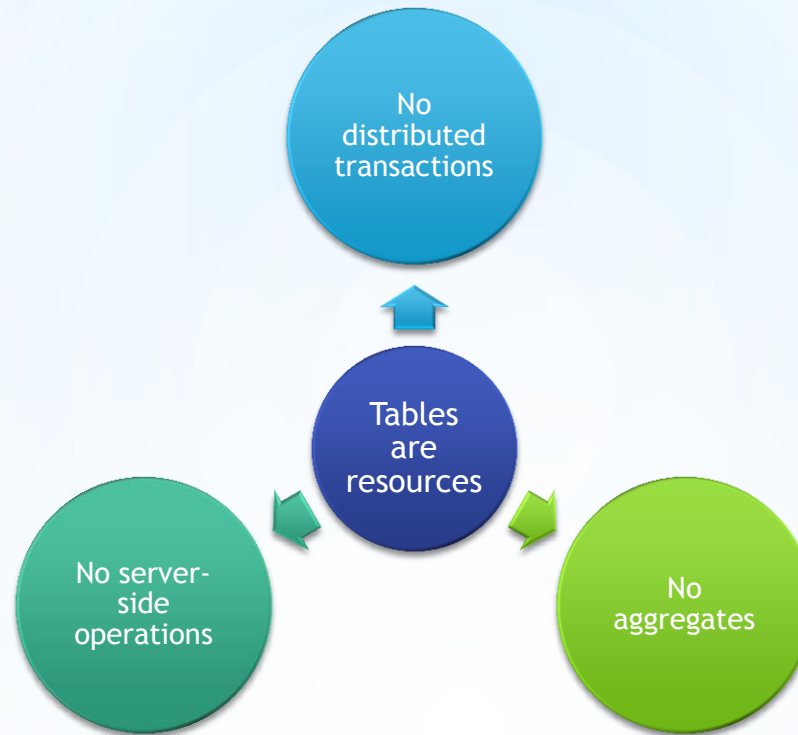 No
distributed
transactions
Tables
are
resources
No server-
side
operations
No
aggregates